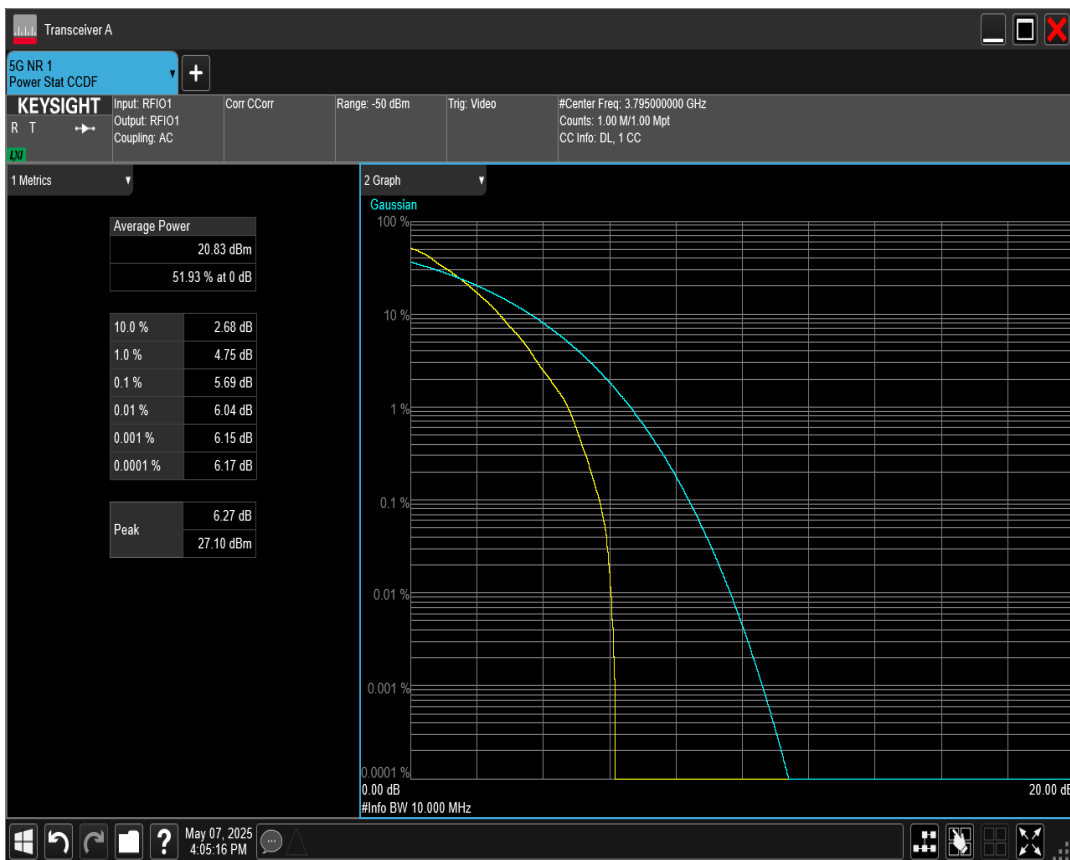 Transceiver A
5G NR 1
Power Stat CCDF
+
KEYSIGHT
R T
LXI
Input: RFIO1
Output: RFIO1
Coupling: AC
Corr CCorr
Range: -50 dBm
Trig: Video
#Center Freq: 3.795000000 GHz
Counts: 1.00 M/1.00 Mpt
CC Info: DL, 1 CC
1 Metrics
Average Power
20.83 dBm
51.93 % at 0 dB
10.0 % 2.68 dB
1.0 % 4.75 dB
0.1 % 5.69 dB
0.01 % 6.04 dB
0.001 % 6.15 dB
0.0001 % 6.17 dB
Peak 6.27 dB
27.10 dBm
2 Graph
Gaussian
100 %
10 %
1 %
0.1 %
0.01 %
0.001 %
0.0001 %
0.00 dB 20.00 dB
#Info BW 10.000 MHz
?
May 07, 2025
4:05:16 PM